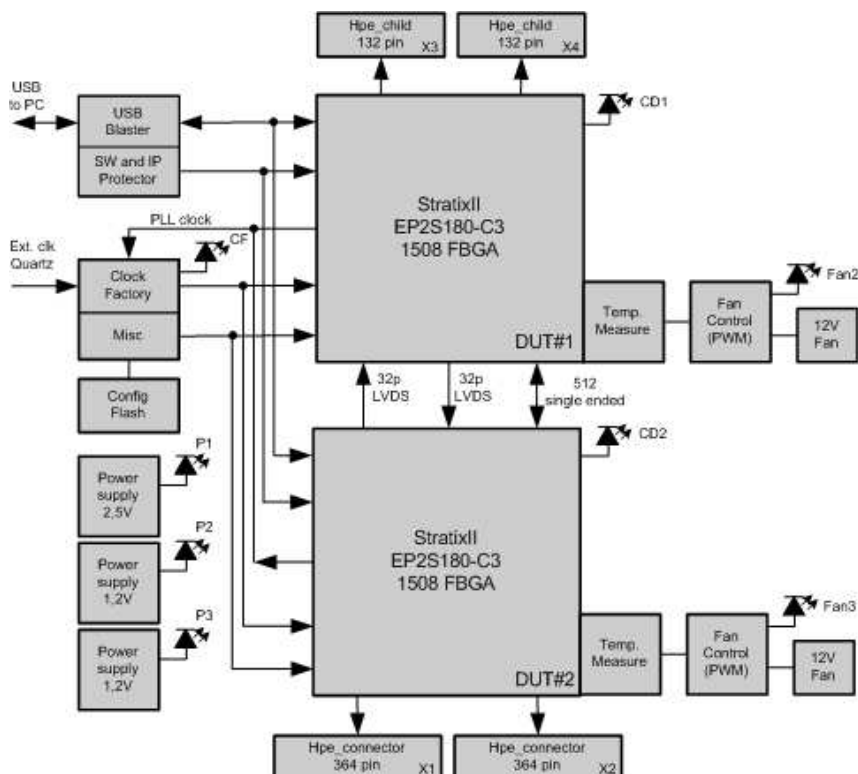 Hpe_child
132 pin
X3
Hpe_child
132 pin
X4
USB
to PC
USB
Blaster
SW and IP
Protector
CD1
StratixII
EP2S180-C3
1508 FBGA
DUT#1
PLL clock
CF
Ext. clk
Quartz
Clock
Factory
Misc
Config
Flash
Temp.
Measure
Fan
Control
(PWM)
Fan2
12V
Fan
32p
LVDS
32p
LVDS
512
single ended
CD2
P1
Power
supply
2,5V
P2
Power
supply
1,2V
P3
Power
supply
1,2V
StratixII
EP2S180-C3
1508 FBGA
DUT#2
Temp.
Measure
Fan
Control
(PWM)
Fan3
12V
Fan
Hpe_connector
364 pin
X1
Hpe_connector
364 pin
X2